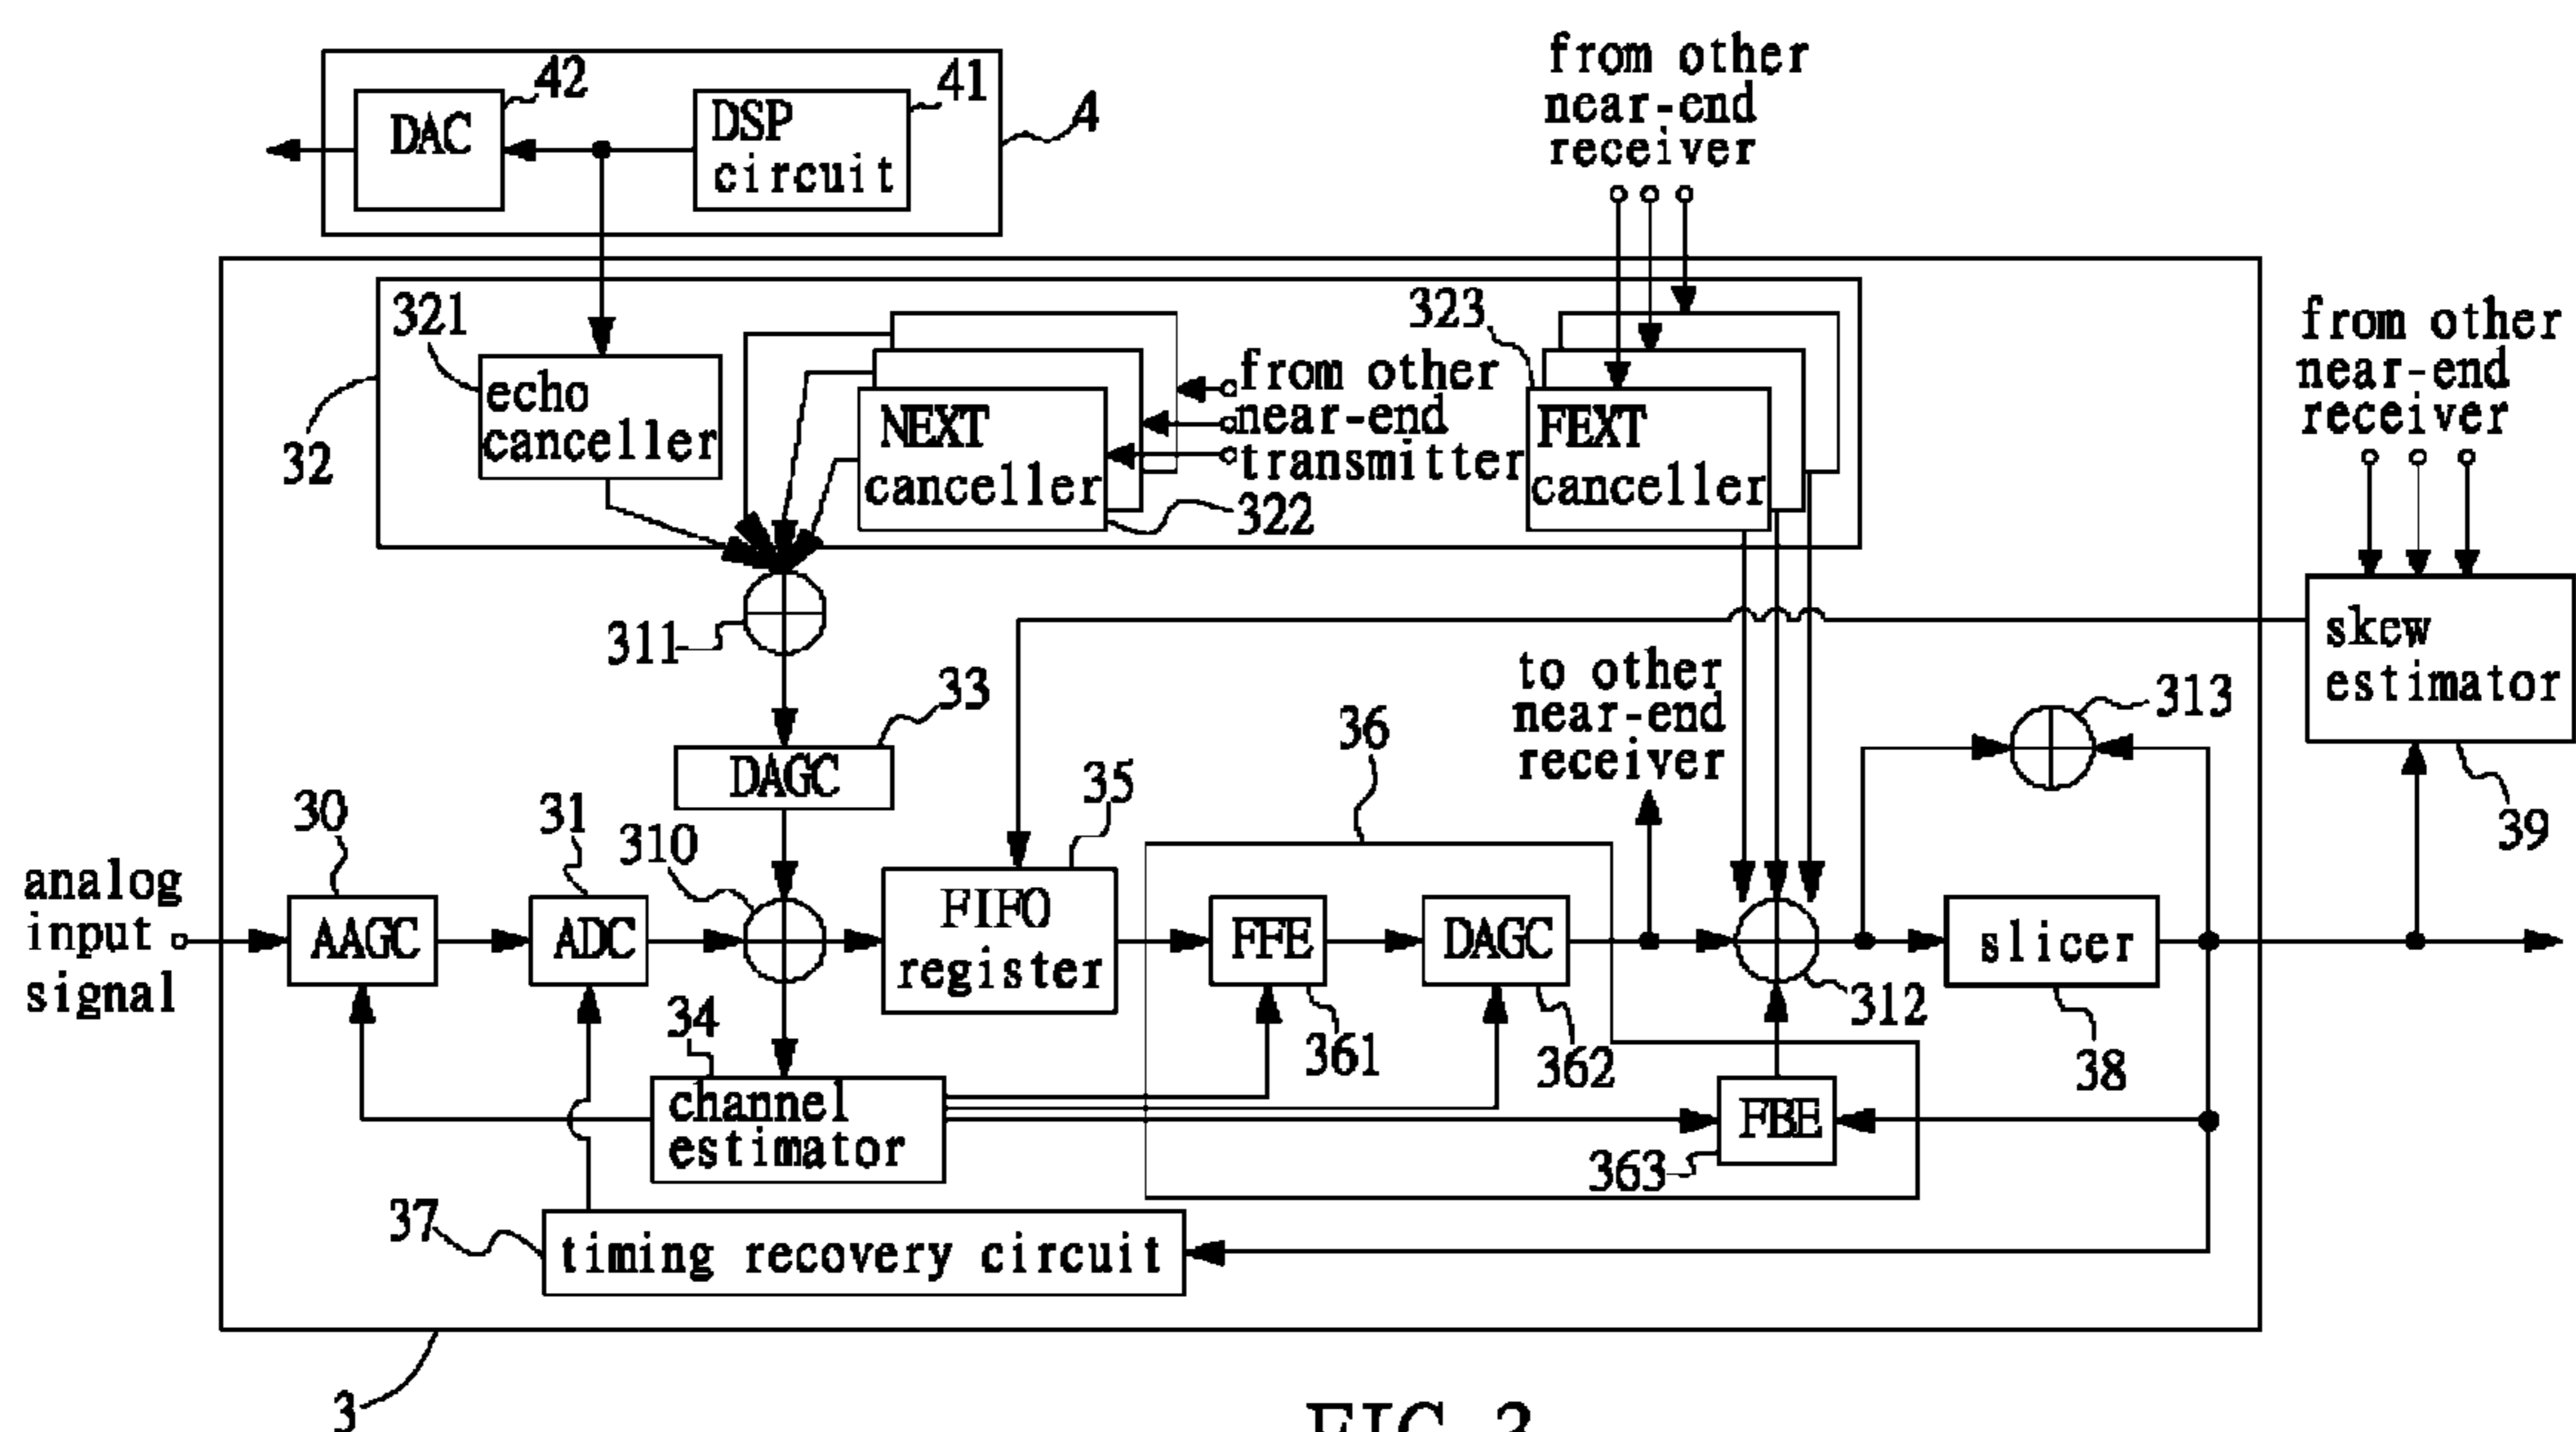 42
DAC
DSP
circuit
41
4
from other
near-end
receiver
321
echo
canceller
32
NEXT
canceller
322
from other
near-end
transmitter
323
FEXT
canceller
from other
near-end
receiver
311
33
DAGC
skew
estimator
39
to other
near-end
receiver
313
36
35
30
31
310
analog
input
signal
AAGC
ADC
FIFO
register
FFE
DAGC
slicer
312
34
361
362
38
channel
estimator
FBE
363
37
timing recovery circuit
3
FIG.3